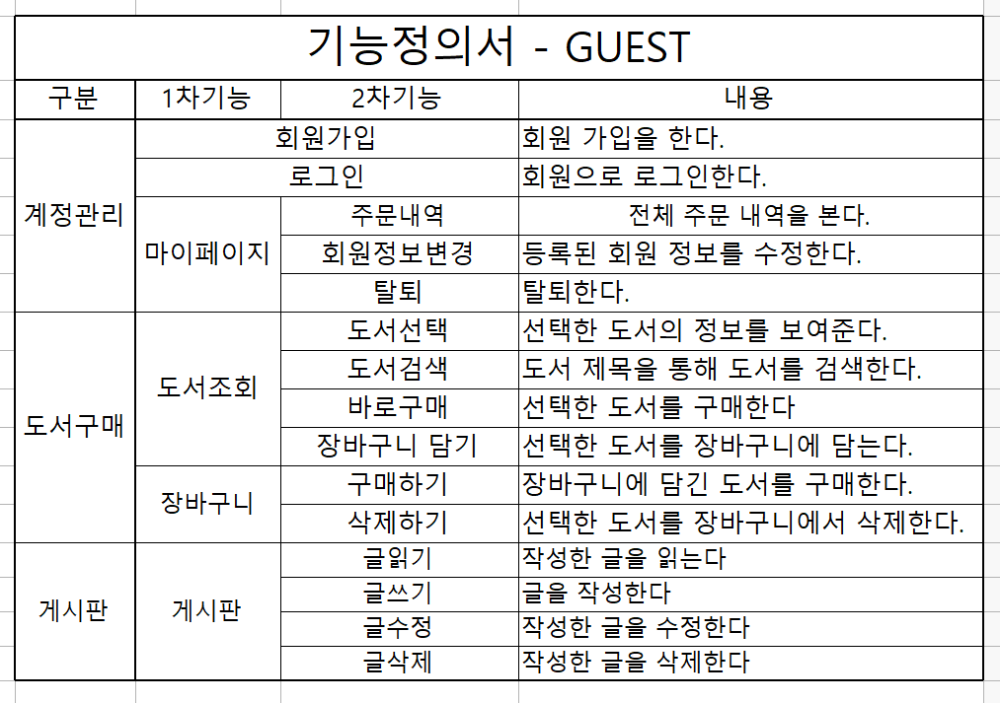 기능정의서 - GUEST
구분 1차기능 2차기능 내용
계정관리 회원가입 회원 가입을 한다.
로그인 회원으로 로그인한다.
마이페이지 주문내역 전체 주문 내역을 본다.
회원정보변경 등록된 회원 정보를 수정한다.
탈퇴 탈퇴한다.
도서구매 도서조회 도서선택 선택한 도서의 정보를 보여준다.
도서검색 도서 제목을 통해 도서를 검색한다.
바로구매 선택한 도서를 구매한다
장바구니 담기 선택한 도서를 장바구니에 담는다.
장바구니 구매하기 장바구니에 담긴 도서를 구매한다.
삭제하기 선택한 도서를 장바구니에서 삭제한다.
게시판 게시판 글읽기 작성한 글을 읽는다
글쓰기 글을 작성한다
글수정 작성한 글을 수정한다
글삭제 작성한 글을 삭제한다